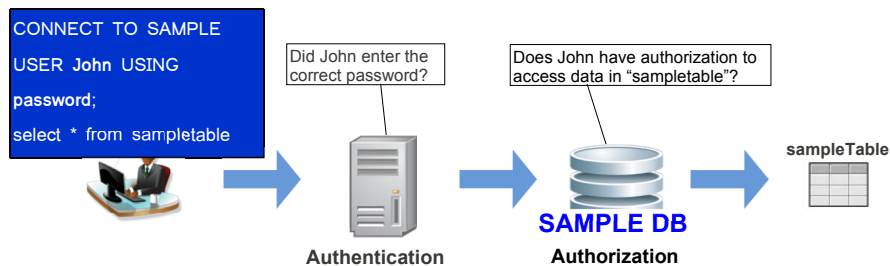 CONNECT TO SAMPLE
USER John USING
password;
select * from sampletable
Did John enter the
correct password?
Does John have authorization to
access data in “sampletable”?
sampleTable
SAMPLE DB
Authentication
Authorization